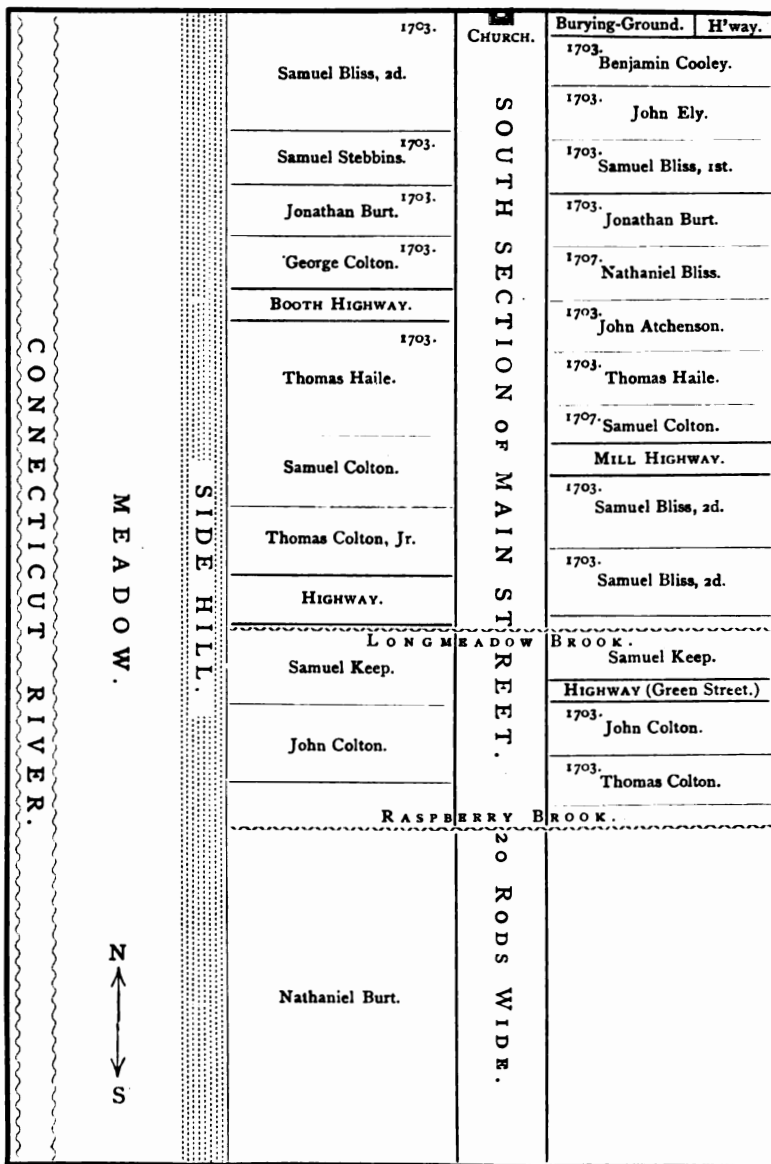 CONNECTICUT RIVER.
MEADOW.
N
S
SIDE HILL.
1703.
Samuel Bliss, 2d.
1703.
Samuel Stebbins.
1703.
Jonathan Burt.
1703.
George Colton.
BOOTH HIGHWAY.
1703.
Thomas Haile.
Samuel Colton.
Thomas Colton, Jr.
HIGHWAY.
LONGMEADOW BROOK.
Samuel Keep.
John Colton.
RASPBERRY BROOK.
Nathaniel Burt.
CHURCH.
SOUTH SECTION OF MAIN STREET.
20 RODS WIDE.
Burying-Ground. H'way.
1703.
Benjamin Cooley.
1703.
John Ely.
1703.
Samuel Bliss, 1st.
1703.
Jonathan Burt.
1707.
Nathaniel Bliss.
1703.
John Atchenson.
1703.
Thomas Haile.
1707.
Samuel Colton.
MILL HIGHWAY.
1703.
Samuel Bliss, 2d.
1703.
Samuel Bliss, 2d.
Samuel Keep.
HIGHWAY (Green Street.)
1703.
John Colton.
1703.
Thomas Colton.